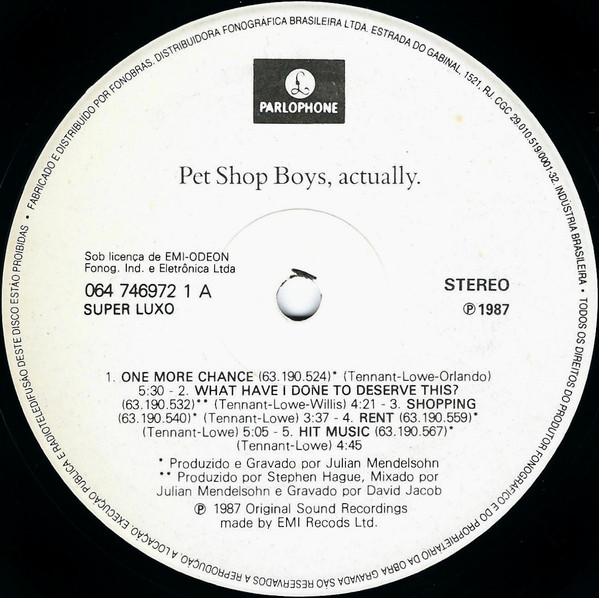 FABRICADO E DISTRIBUIDO POR FONOBRAS, DISTRIBUIDORA FONOGRÁFICA BRASILEIRA LTDA. ESTRADA DO GABINAL, 1521, RJ, CGC 29.010.519/0001-32. INDÚSTRIA BRASILEIRA • TODOS OS DIREITOS DO PRODUTOR FONOGRÁFICO E DO PROPRIETÁRIO DA OBRA GRAVADA SÃO RESERVADOS A REPRODUÇÃO, A LOCAÇÃO, EXECUÇÃO PUBLICA E RADIOTELEDIFUSÃO DESTE DISCO ESTÃO PROIBIDAS •
£
PARLOPHONE
Pet Shop Boys, actually.
Sob licença de EMI-ODEON
Fonog. Ind. e Eletrônica Ltda
064 746972 1 A
SUPER LUXO
STEREO
℗ 1987
1. ONE MORE CHANCE (63.190.524)* (Tennant-Lowe-Orlando)
5:30 - 2. WHAT HAVE I DONE TO DESERVE THIS?
(63.190.532)** (Tennant-Lowe-Willis) 4:21 - 3. SHOPPING
(63.190.540)* (Tennant-Lowe) 3:37 - 4. RENT (63.190.559)*
(Tennant-Lowe) 5:05 - 5. HIT MUSIC (63.190.567)*
(Tennant-Lowe) 4:45
* Produzido e Gravado por Julian Mendelsohn
** Produzido por Stephen Hague, Mixado por
Julian Mendelsohn e Gravado por David Jacob
℗ 1987 Original Sound Recordings
made by EMI Recods Ltd.